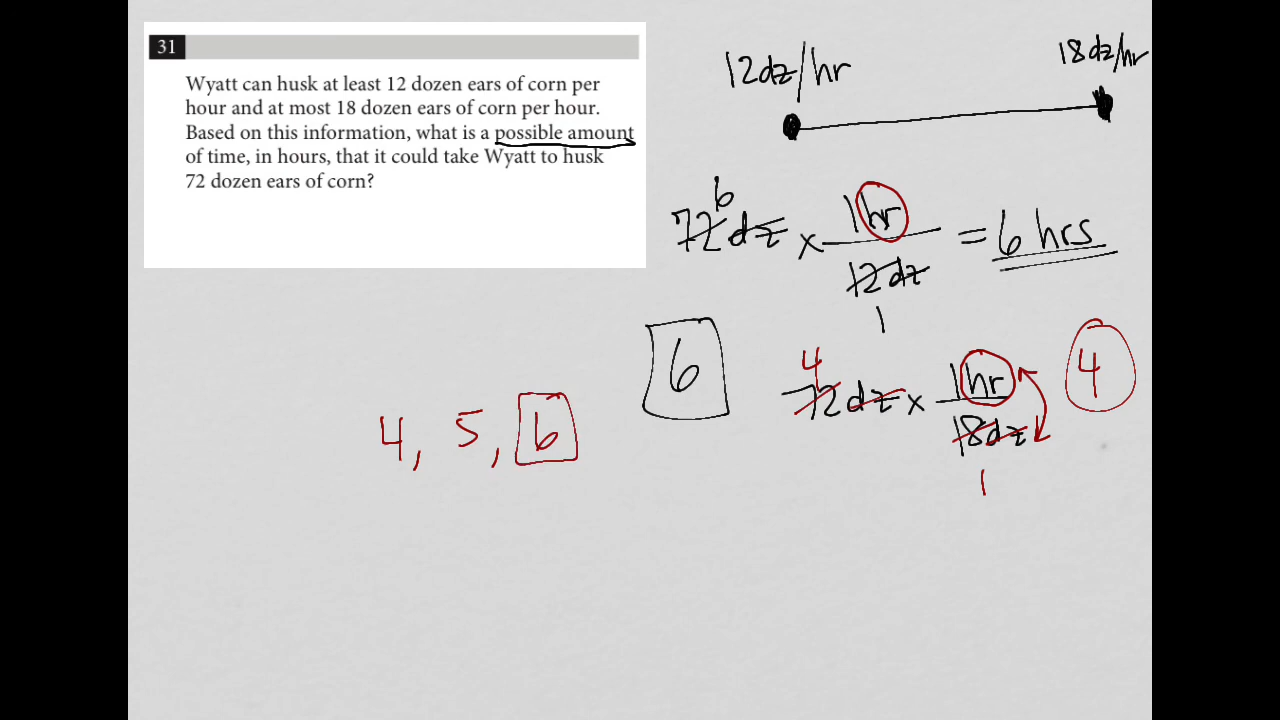 31
Wyatt can husk at least 12 dozen ears of corn per
hour and at most 18 dozen ears of corn per hour.
Based on this information, what is a possible amount
of time, in hours, that it could take Wyatt to husk
72 dozen ears of corn?
12dz/hr
18dz/hr
6
72dz x 1hr = 6 hrs
12dz
1
6
4
72dz x 1hr
18dz
1
4
4, 5, 6